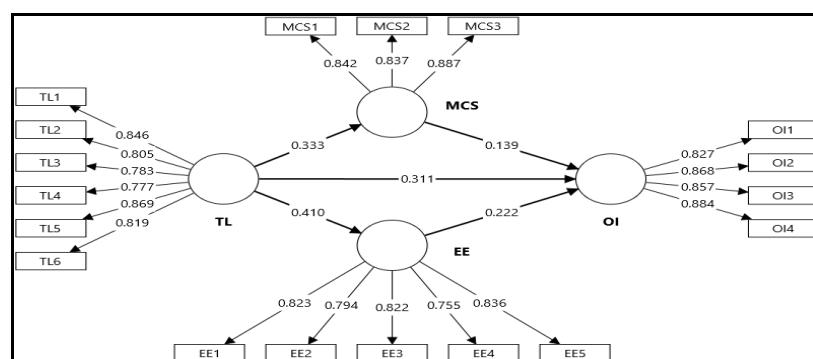 MCS1 MCS2 MCS3
0.842 0.837 0.887
MCS
TL1
TL2
TL3
TL4
TL5
TL6
0.846
0.805
0.783
0.777
0.869
0.819
TL
0.333
0.139
0.311
0.410
0.222
OI
0.827
0.868
0.857
0.884
OI1
OI2
OI3
OI4
EE
0.823 0.794 0.822 0.755 0.836
EE1 EE2 EE3 EE4 EE5